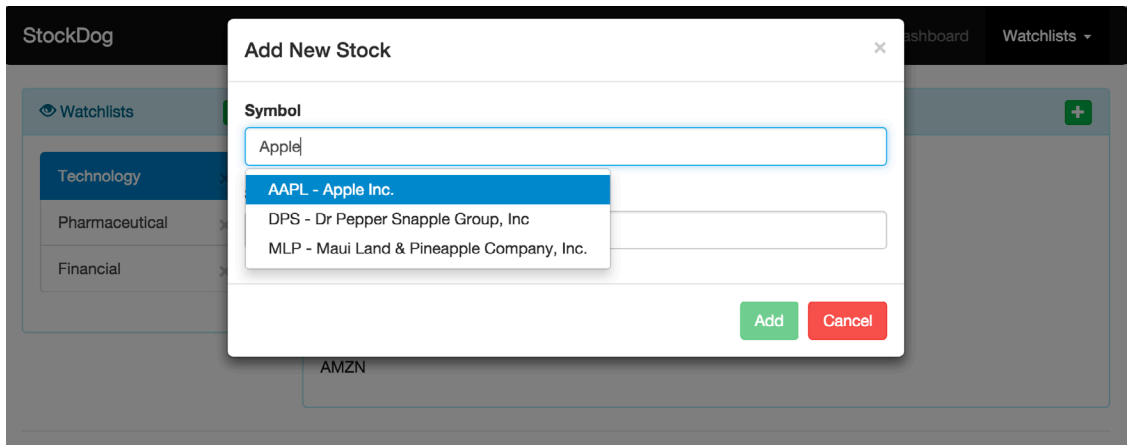 StockDog
Add New Stock
×
ashboard
Watchlists
Watchlists
Symbol
Apple
Technology
AAPL - Apple Inc.
DPS - Dr Pepper Snapple Group, Inc
Pharmaceutical
MLP - Maui Land & Pineapple Company, Inc.
Financial
Add
Cancel
AMZN